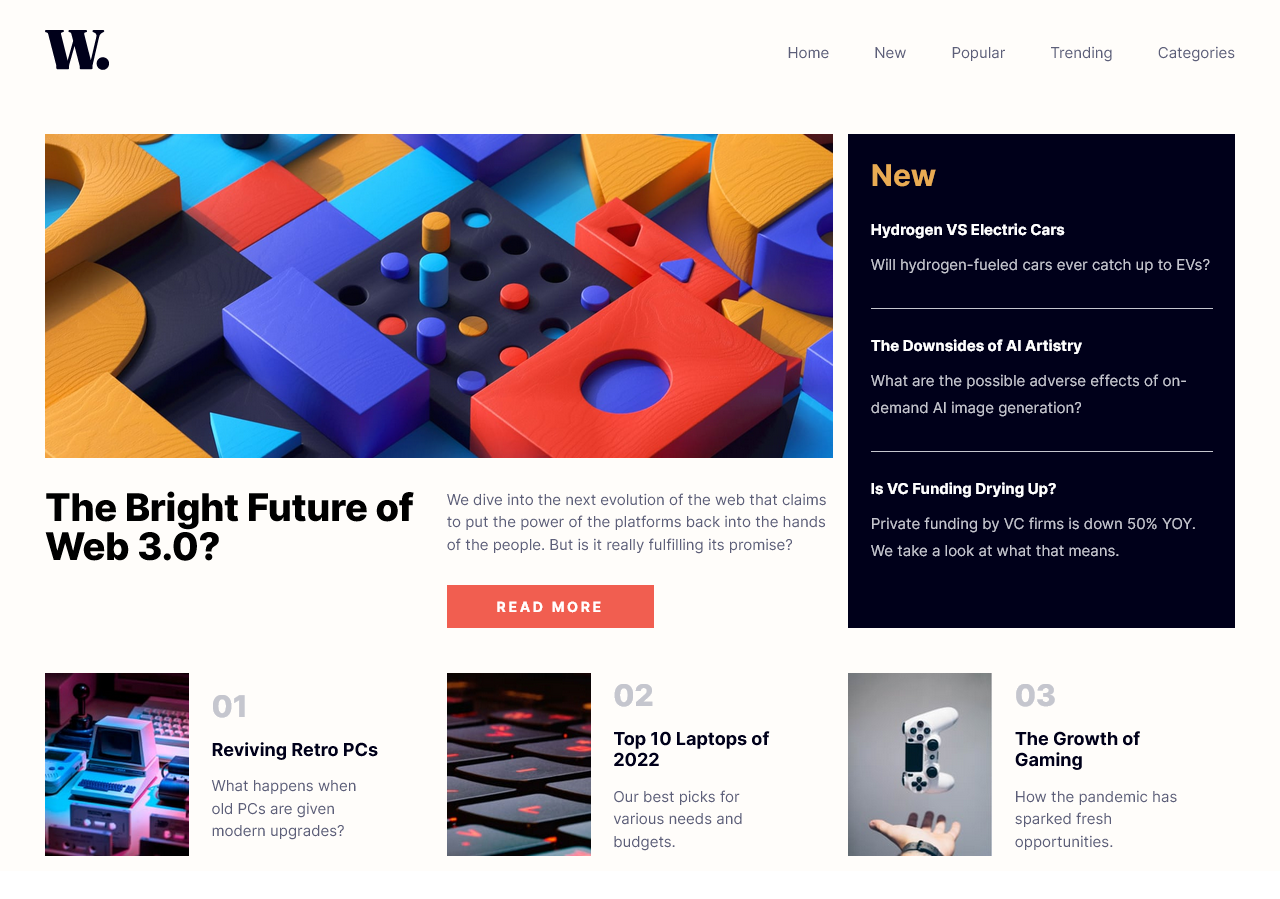 W.
Home New Popular Trending Categories
New
Hydrogen VS Electric Cars
Will hydrogen-fueled cars ever catch up to EVs?
The Downsides of AI Artistry
What are the possible adverse effects of on-
demand AI image generation?
Is VC Funding Drying Up?
Private funding by VC firms is down 50% YOY.
We take a look at what that means.
The Bright Future of
Web 3.0?
We dive into the next evolution of the web that claims
to put the power of the platforms back into the hands
of the people. But is it really fulfilling its promise?
READ MORE
01
Reviving Retro PCs
What happens when
old PCs are given
modern upgrades?
02
Top 10 Laptops of
2022
Our best picks for
various needs and
budgets.
03
The Growth of
Gaming
How the pandemic has
sparked fresh
opportunities.